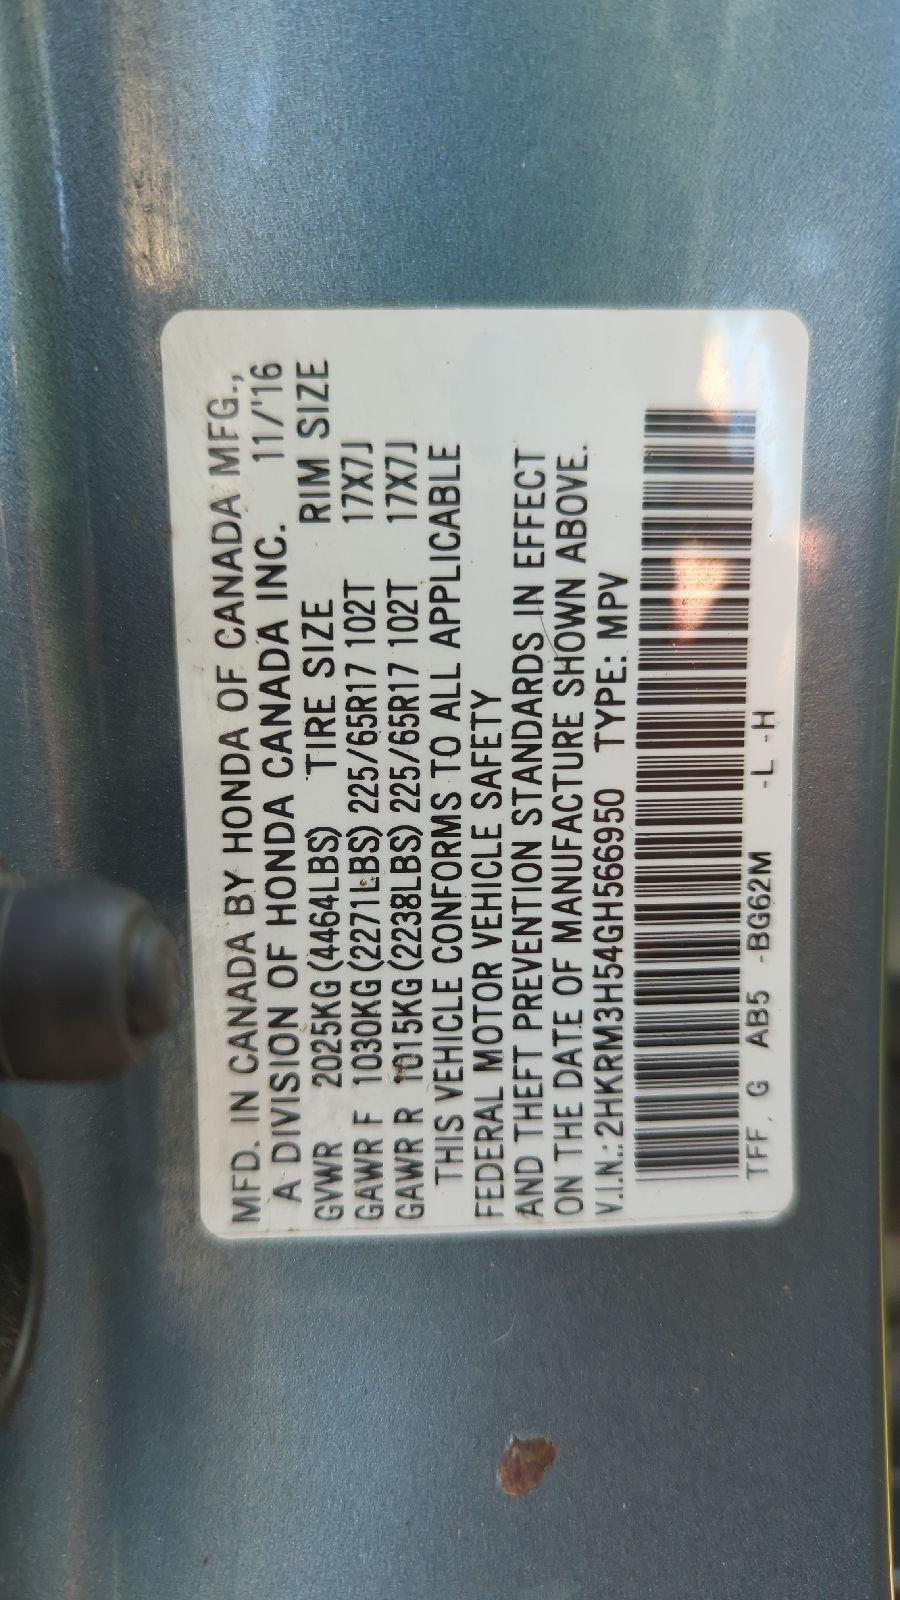 MFD. IN CANADA BY HONDA OF CANADA MFG.,
A DIVISION OF HONDA CANADA INC. 11/'16
GVWR 2025KG(4464LBS) TIRE SIZE RIM SIZE
GAWR F 1030KG(2271LBS) 225/65R17 102T 17X7J
GAWR R 1015KG(2238LBS) 225/65R17 102T 17X7J
THIS VEHICLE CONFORMS TO ALL APPLICABLE
FEDERAL MOTOR VEHICLE SAFETY
AND THEFT PREVENTION STANDARDS IN EFFECT
ON THE DATE OF MANUFACTURE SHOWN ABOVE.
V.I.N.:2HKRM3H54GH566950 TYPE: MPV
TFF, G AB5 -BG62M -L -H